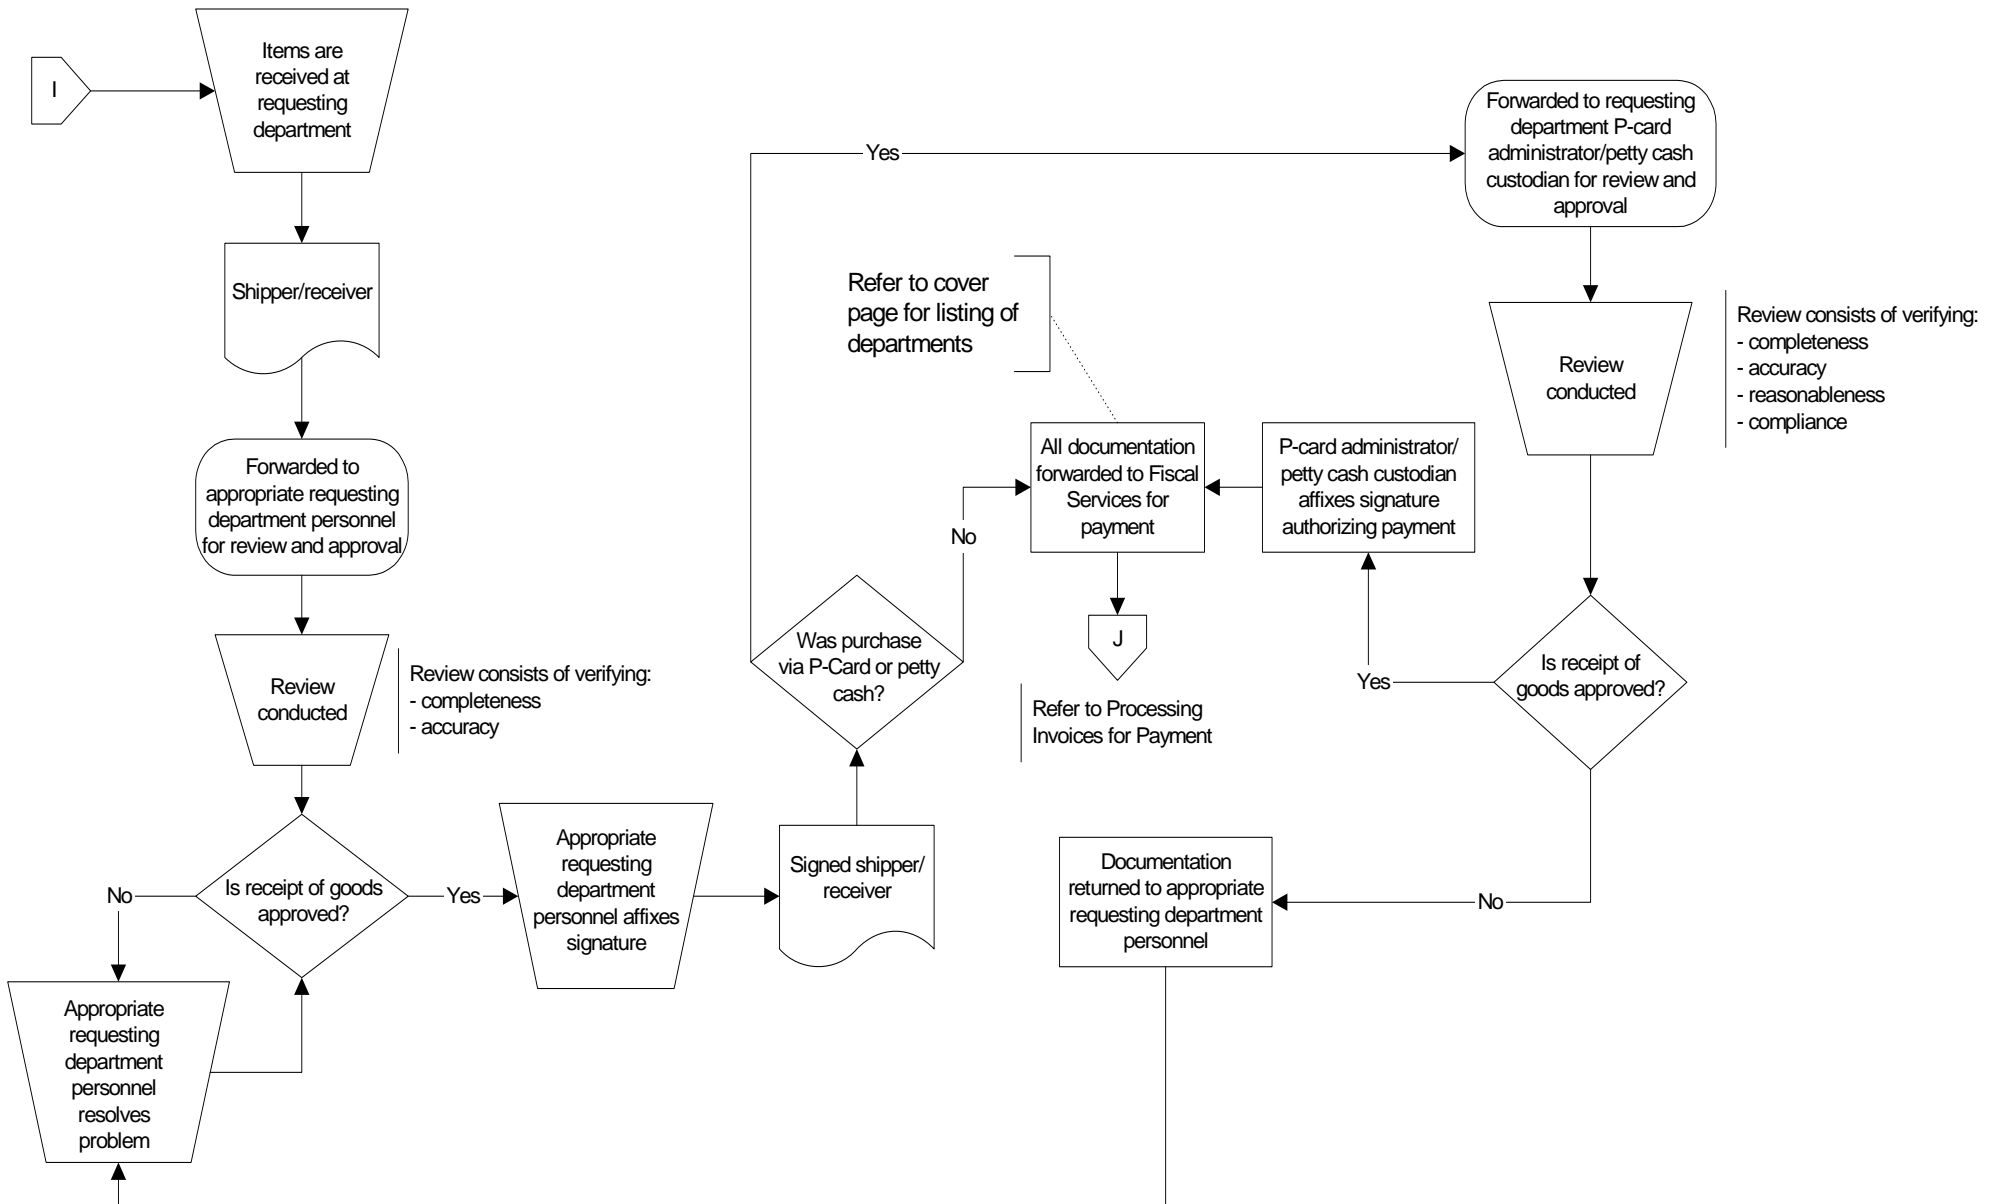 I
Items are
received at
requesting
department
Shipper/receiver
Forwarded to
appropriate requesting
department personnel
for review and approval
Review
conducted
Review consists of verifying:
- completeness
- accuracy
Is receipt of goods
approved?
No
Yes
Appropriate
requesting
department
personnel
resolves
problem
Appropriate
requesting
department
personnel affixes
signature
Signed shipper/
receiver
Was purchase
via P-Card or petty
cash?
Yes
No
Refer to cover
page for listing of
departments
All documentation
forwarded to Fiscal
Services for
payment
J
Refer to Processing
Invoices for Payment
P-card administrator/
petty cash custodian
affixes signature
authorizing payment
Forwarded to requesting
department P-card
administrator/petty cash
custodian for review and
approval
Review
conducted
Review consists of verifying:
- completeness
- accuracy
- reasonableness
- compliance
Is receipt of
goods approved?
Yes
No
Documentation
returned to appropriate
requesting department
personnel